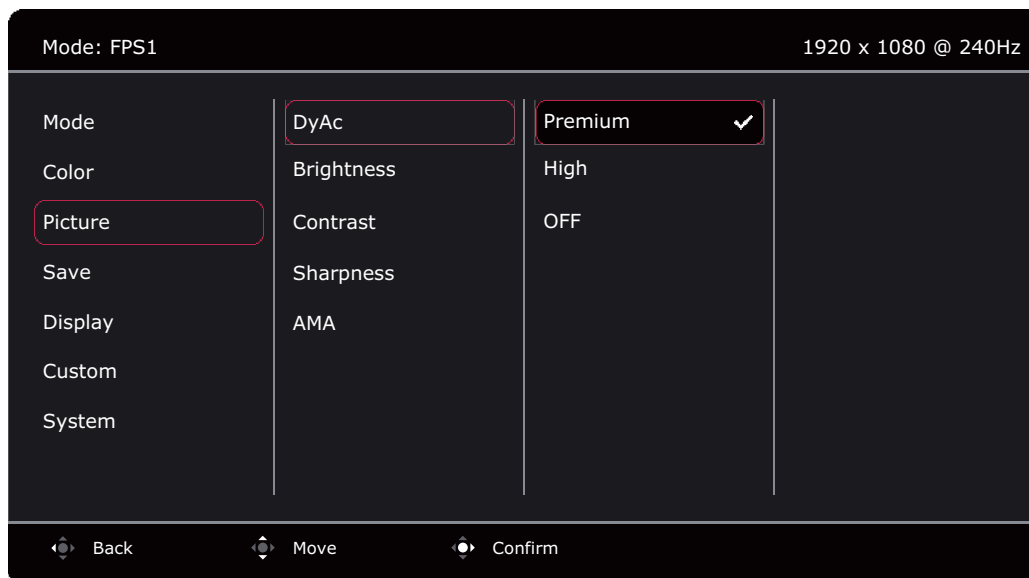 Mode: FPS1
1920 x 1080 @ 240Hz
Mode
Color
Picture
Save
Display
Custom
System
DyAc
Brightness
Contrast
Sharpness
AMA
Premium
High
OFF
Back
Move
Confirm